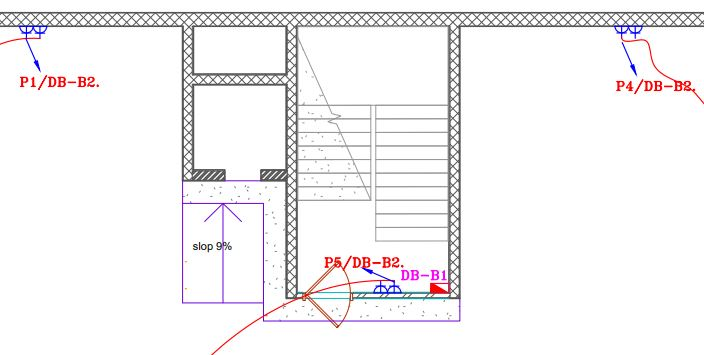 P1/DB-B2.
P4/DB-B2.
slop 9%
P5/DB-B2.
DB-B1